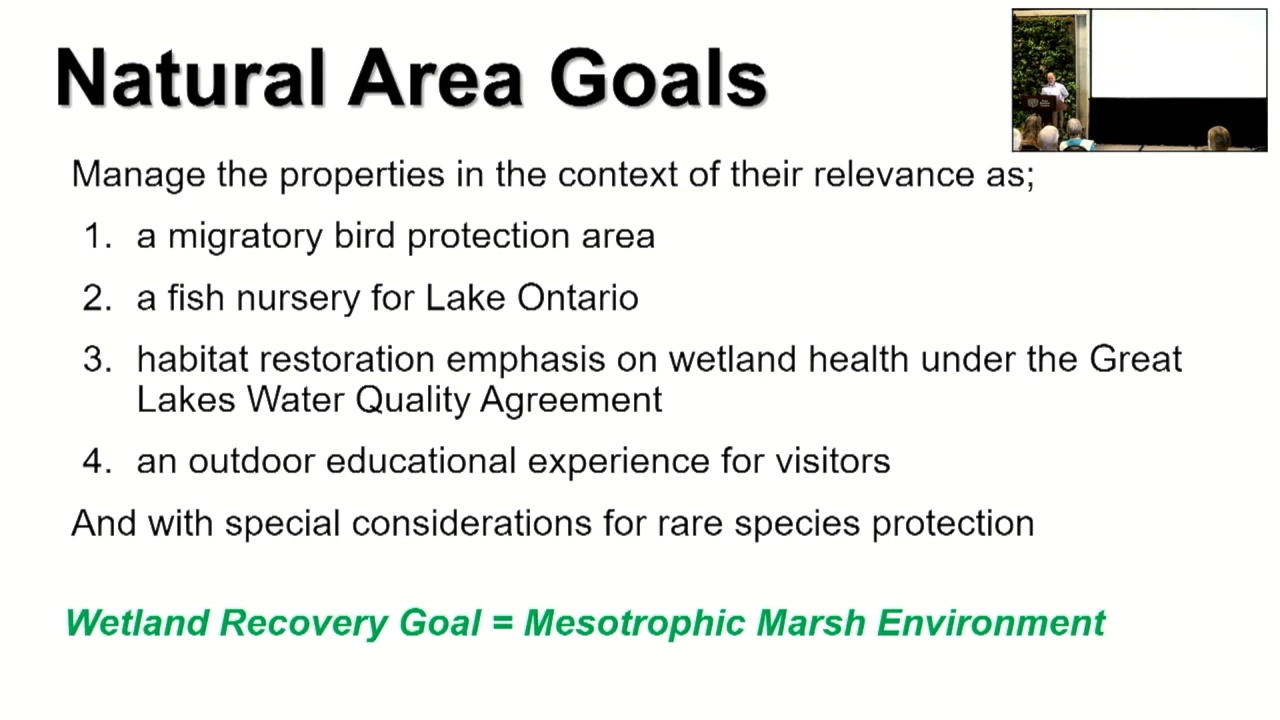 Natural Area Goals
Manage the properties in the context of their relevance as;
1. a migratory bird protection area
2. a fish nursery for Lake Ontario
3. habitat restoration emphasis on wetland health under the Great
Lakes Water Quality Agreement
4. an outdoor educational experience for visitors
And with special considerations for rare species protection
Wetland Recovery Goal = Mesotrophic Marsh Environment